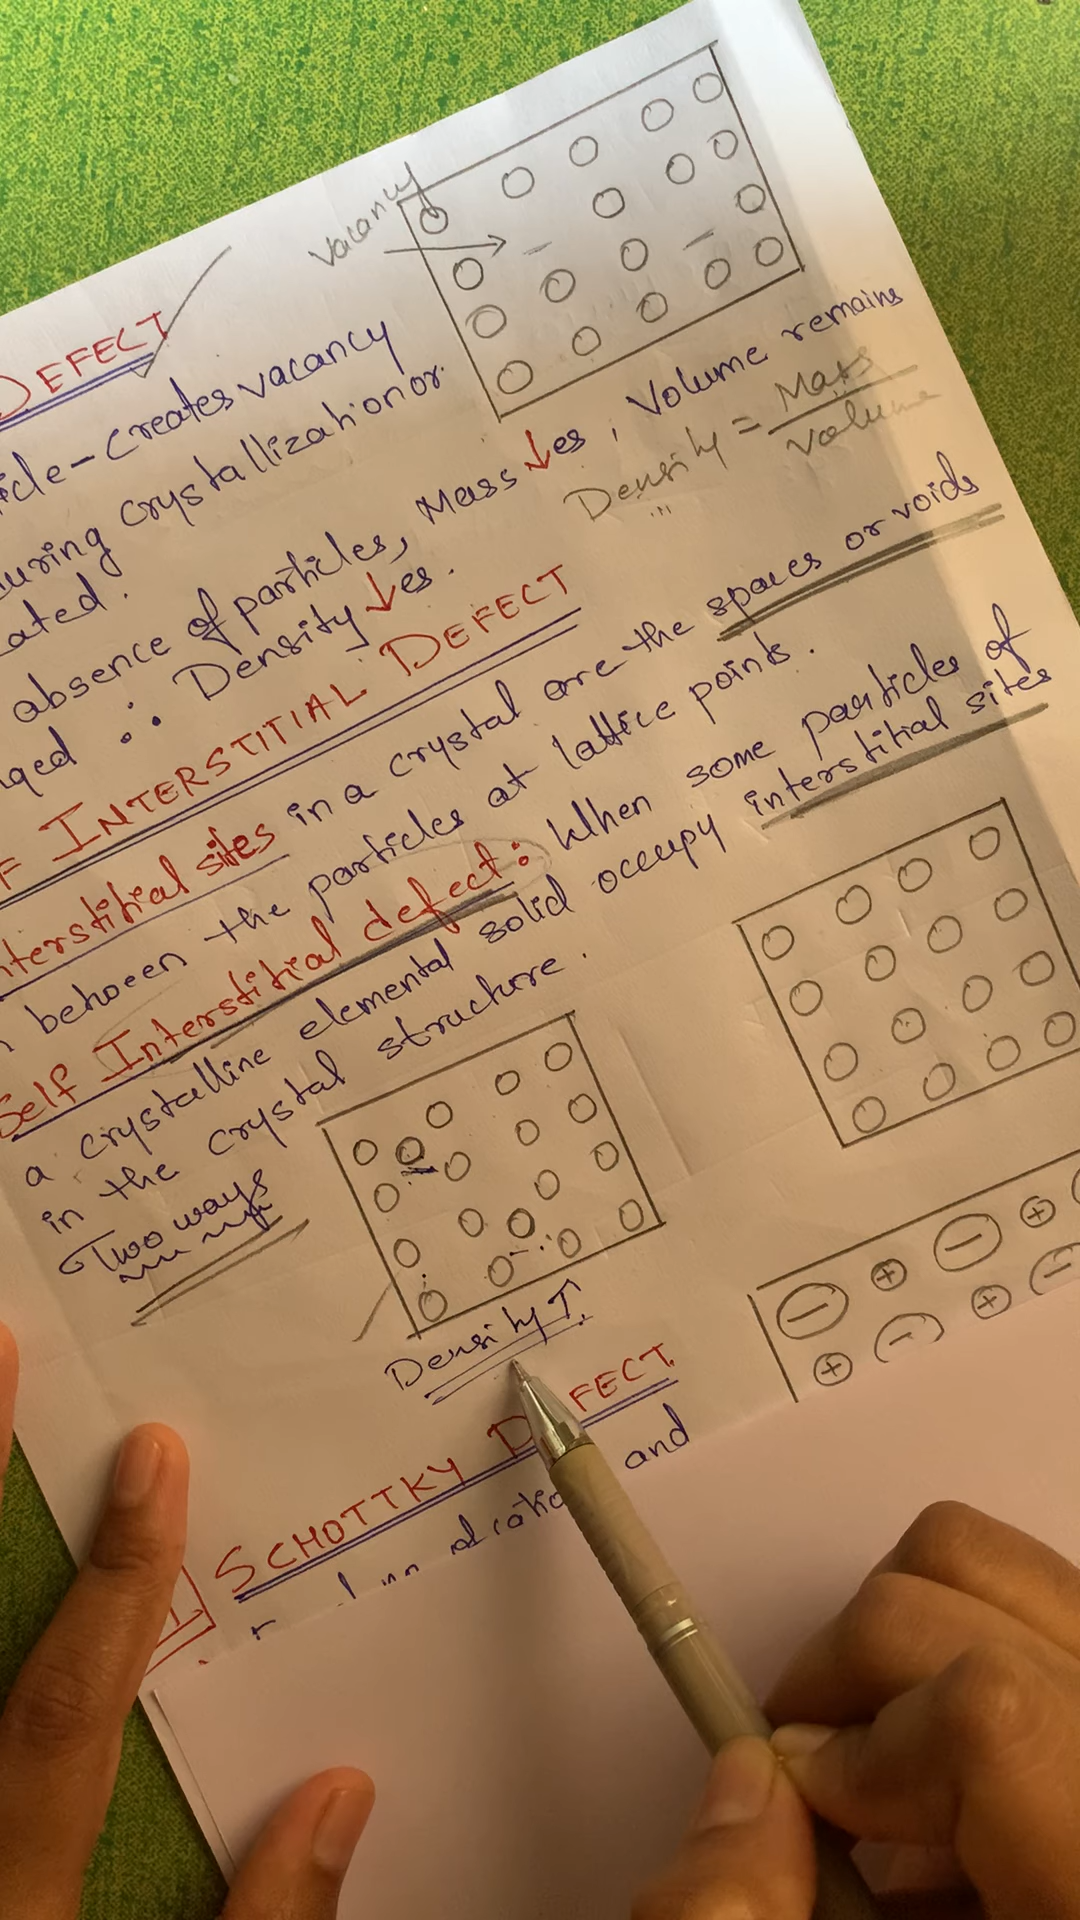 Vacancy
DEFECT
icle-creates vacancy
uring crystallization or
ated.
absence of particles, Mass ↓es, Volume remains
nged ∴ Density ↓es.
Density = Mass
Volume
F INTERSTITIAL DEFECT
nterstitial sites in a crystal are the spaces or voids
n between the particles at lattice points.
Self Interstitial defect: When some particles of
a crystalline elemental solid occupy interstitial sites
in the crystal structure.
Two ways
Density ↑.
− + − +
+ − + −
SCHOTTKY DEFECT
and